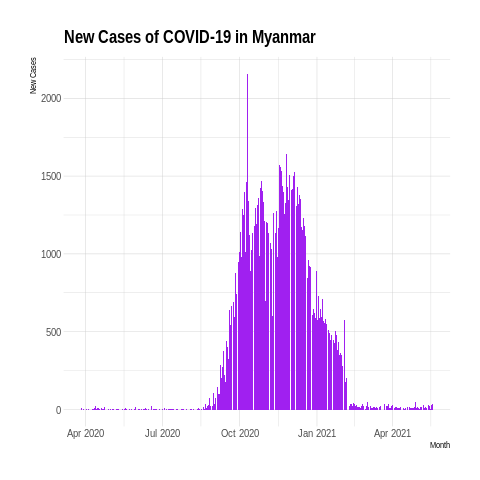 New Cases of COVID-19 in Myanmar
New Cases
2000
1500
1000
500
0
Apr 2020 Jul 2020 Oct 2020 Jan 2021 Apr 2021
Month